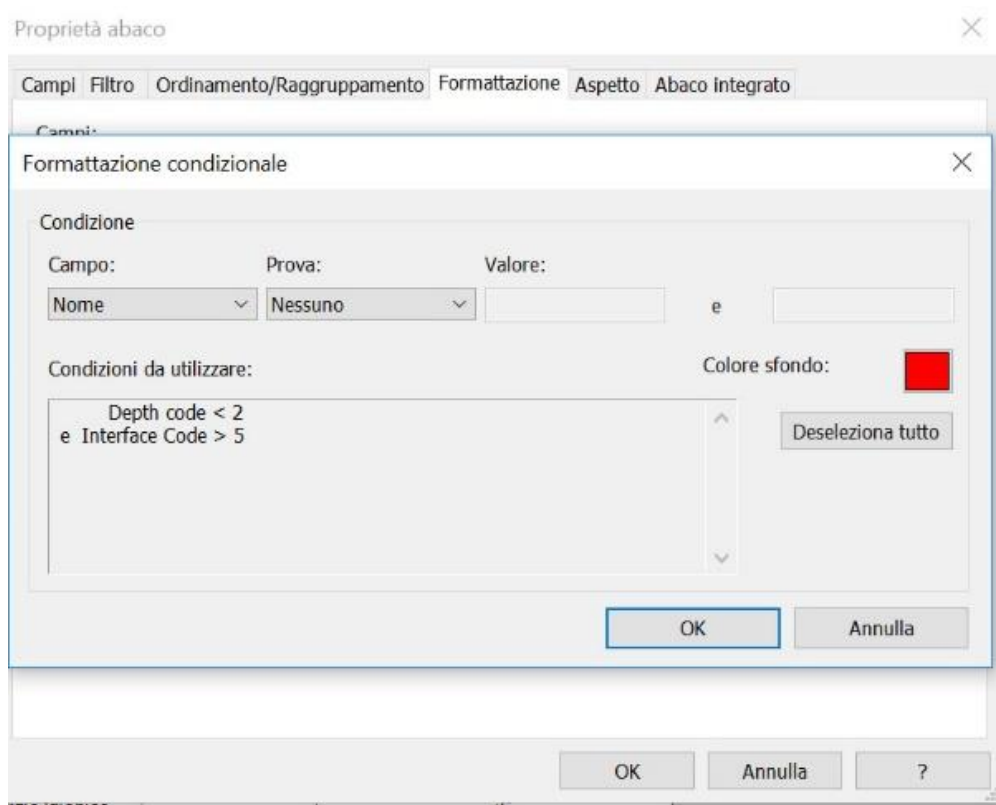 Proprietà abaco
Campi Filtro Ordinamento/Raggruppamento Formattazione Aspetto Abaco integrato
Campi:
Formattazione condizionale
Condizione
Campo: Prova: Valore:
Nome Nessuno e
Condizioni da utilizzare: Colore sfondo:
Depth code < 2
e Interface Code > 5
Deseleziona tutto
OK Annulla
OK Annulla ?